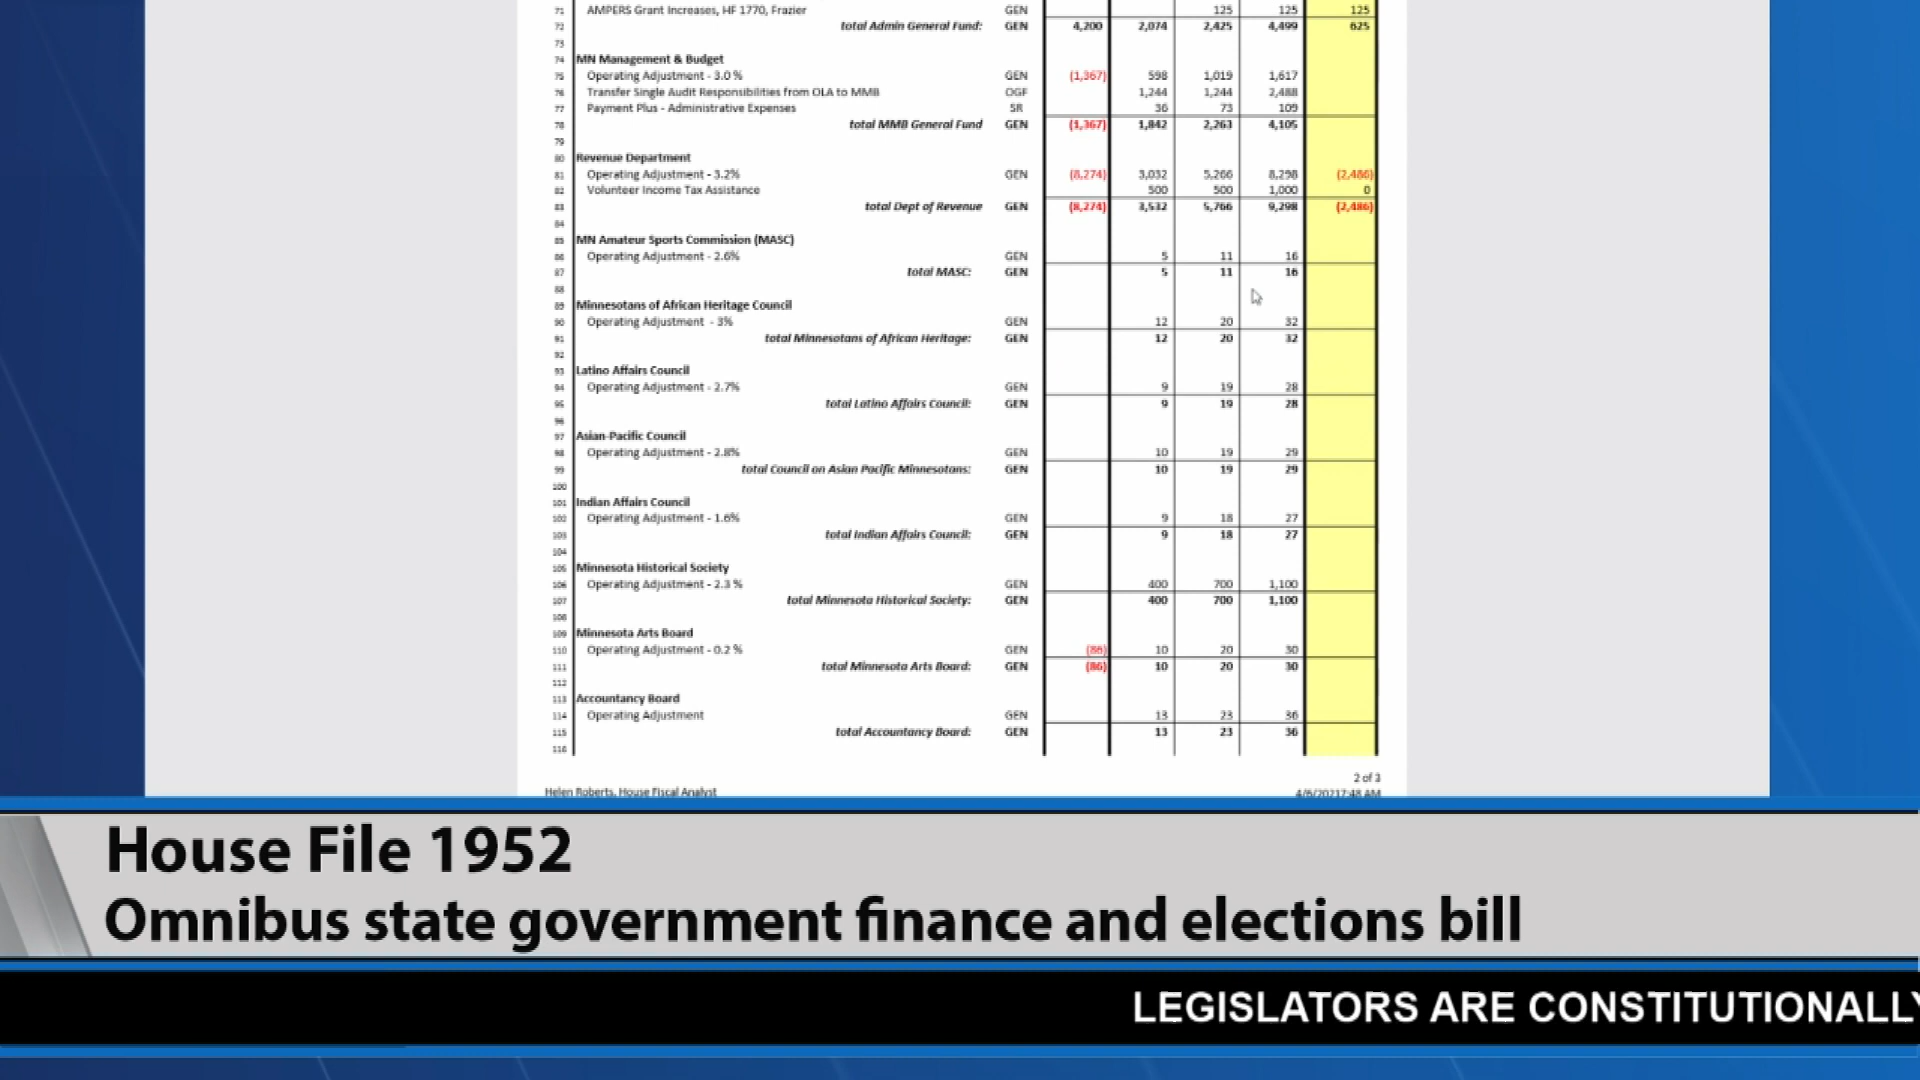 71 AMPERS Grant Increases, HF 1770, Frazier GEN 125 125 125
72 total Admin General Fund: GEN 4,200 2,074 2,425 4,499 625
73
74 MN Management & Budget
75 Operating Adjustment - 3.0 % GEN (1,367) 598 1,019 1,617
76 Transfer Single Audit Responsibilities from OLA to MMB OGF 1,244 1,244 2,488
77 Payment Plus - Administrative Expenses SR 36 73 109
78 total MMB General Fund GEN (1,367) 1,842 2,263 4,105
79
80 Revenue Department
81 Operating Adjustment - 3.2% GEN (8,274) 3,032 5,266 8,298 (2,486)
82 Volunteer Income Tax Assistance 500 500 1,000 0
83 total Dept of Revenue GEN (8,274) 3,532 5,766 9,298 (2,486)
84
85 MN Amateur Sports Commission (MASC)
86 Operating Adjustment - 2.6% GEN 5 11 16
87 total MASC: GEN 5 11 16
88
89 Minnesotans of African Heritage Council
90 Operating Adjustment - 3% GEN 12 20 32
91 total Minnesotans of African Heritage: GEN 12 20 32
92
93 Latino Affairs Council
94 Operating Adjustment - 2.7% GEN 9 19 28
95 total Latino Affairs Council: GEN 9 19 28
96
97 Asian-Pacific Council
98 Operating Adjustment - 2.8% GEN 10 19 29
99 total Council on Asian Pacific Minnesotans: GEN 10 19 29
100
101 Indian Affairs Council
102 Operating Adjustment - 1.6% GEN 9 18 27
103 total Indian Affairs Council: GEN 9 18 27
104
105 Minnesota Historical Society
106 Operating Adjustment - 2.3 % GEN 400 700 1,100
107 total Minnesota Historical Society: GEN 400 700 1,100
108
109 Minnesota Arts Board
110 Operating Adjustment - 0.2 % GEN (86) 10 20 30
111 total Minnesota Arts Board: GEN (86) 10 20 30
112
113 Accountancy Board
114 Operating Adjustment GEN 13 23 36
115 total Accountancy Board: GEN 13 23 36
116
2 of 3
Helen Roberts, House Fiscal Analyst 4/6/20217:48 AM
House File 1952
Omnibus state government finance and elections bill
LEGISLATORS ARE CONSTITUTIONALLY